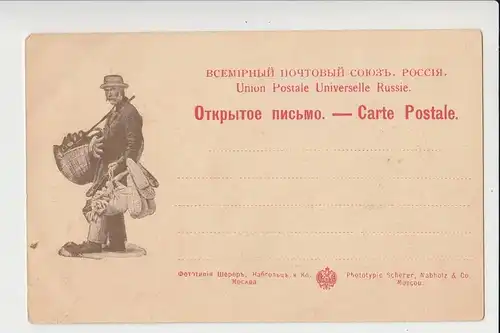 ВСЕМІРНЫЙ ПОЧТОВЫЙ СОЮЗЪ. РОССІЯ.
Union Postale Universelle Russie.
Открытое письмо. — Carte Postale.
Фототипія Шереръ, Набгольцъ и Ко.
Москва
Phototypie Scherer, Nabholz & Co.
Moscou.